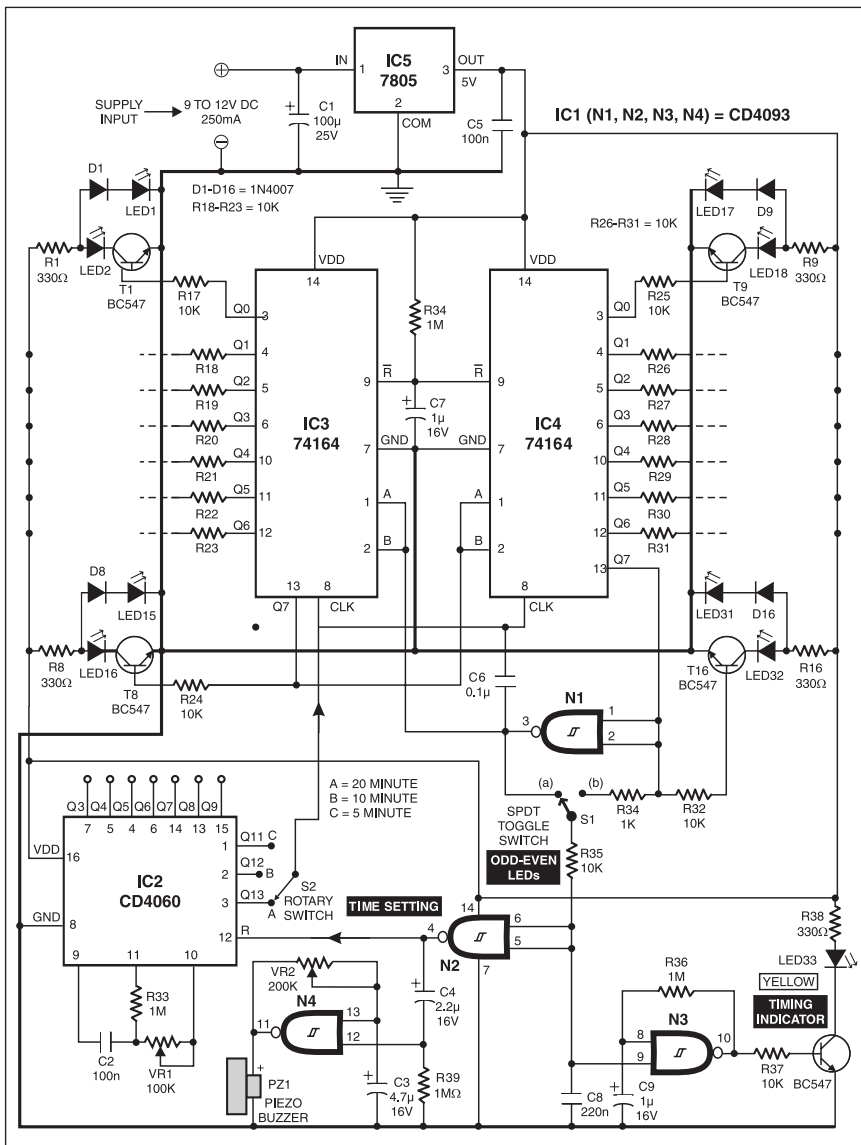 IN
IC5
7805
1
3
OUT
5V
2
COM
SUPPLY
INPUT
9 TO 12V DC
250mA
C1
100µ
25V
C5
100n
IC1 (N1, N2, N3, N4) = CD4093
D1-D16 = 1N4007
R18-R23 = 10K
D1
LED1
R1
330Ω
LED2
T1
BC547
R17
10K
LED17
D9
R26-R31 = 10K
LED18
R9
330Ω
T9
BC547
R25
10K
VDD
14
VDD
14
R34
1M
Q0
3
Q1
4
R18
Q2
5
R19
Q3
6
R20
Q4
10
R21
Q5
11
R22
Q6
12
R23
IC3
74164
R
9
R
9
C7
1µ
16V
7
GND
GND
7
1
A
A
1
2
B
B
2
13
8
Q7
CLK
IC4
74164
Q0
3
Q1
4
R26
Q2
5
R27
Q3
6
R28
Q4
10
R29
Q5
11
R30
Q6
12
R31
Q7
13
8
CLK
D8
LED15
R8
330Ω
LED16
T8
BC547
R24
10K
LED31
D16
T16
BC547
LED32
R16
330Ω
C6
0.1µ
N1
3
1
2
A = 20 MINUTE
B = 10 MINUTE
C = 5 MINUTE
(a)
(b)
SPDT
TOGGLE
SWITCH
S1
R34
1K
R32
10K
ODD-EVEN
LEDs
R35
10K
Q3
Q4
Q5
Q6
Q7
Q8
Q9
7
5
4
6
14
13
15
VDD
16
IC2
CD4060
GND
8
1
Q11
C
2
Q12
B
3
Q13
A
S2
ROTARY
SWITCH
12
R
9
11
10
TIME SETTING
R33
1M
C2
100n
VR1
100K
4
14
6
5
7
N2
VR2
200K
N4
11
13
12
C4
2.2µ
16V
PZ1
PIEZO
BUZZER
C3
4.7µ
16V
R39
1MΩ
R38
330Ω
LED33
YELLOW
TIMING
INDICATOR
R36
1M
N3
8
9
10
R37
10K
BC547
C8
220n
C9
1µ
16V